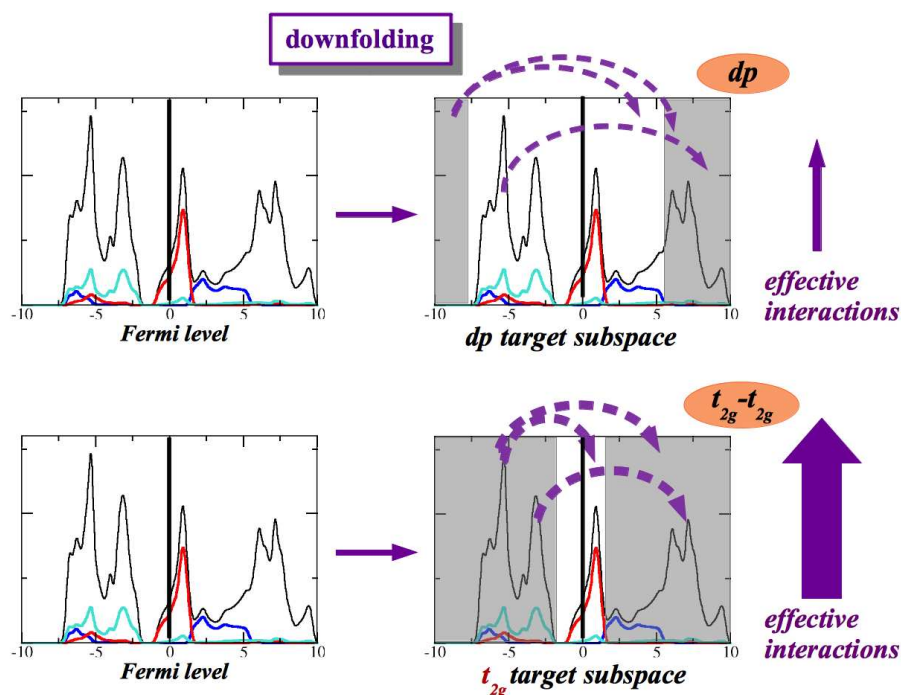 downfolding
dp
-10 -5 0 5 10
Fermi level
-10 -5 0 5 10
dp target subspace
effective
interactions
t2g-t2g
-10 -5 0 5 10
Fermi level
-10 -5 0 5 10
t2g target subspace
effective
interactions